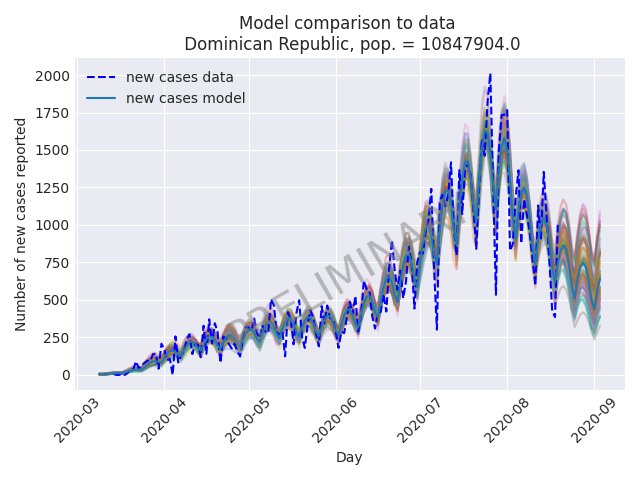 Model comparison to data
Dominican Republic, pop. = 10847904.0
new cases data
new cases model
Number of new cases reported
2000
1750
1500
1250
1000
750
500
250
0
PRELIMINARY
2020-03
2020-04
2020-05
2020-06
2020-07
2020-08
2020-09
Day